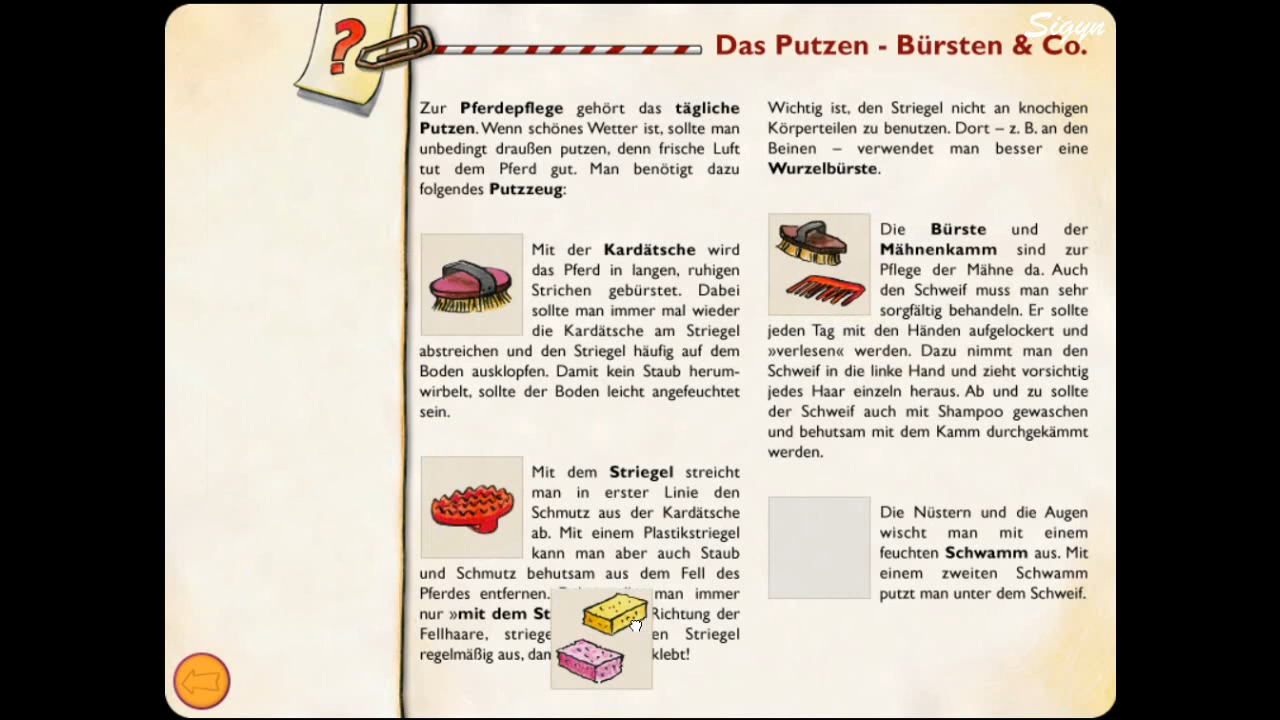 Sigyn
?
Das Putzen - Bürsten & Co.
Zur Pferdepflege gehört das tägliche
Putzen. Wenn schönes Wetter ist, sollte man
unbedingt draußen putzen, denn frische Luft
tut dem Pferd gut. Man benötigt dazu
folgendes Putzzeug:
Mit der Kardätsche wird
das Pferd in langen, ruhigen
Strichen gebürstet. Dabei
sollte man immer mal wieder
die Kardätsche am Striegel
abstreichen und den Striegel häufig auf dem
Boden ausklopfen. Damit kein Staub herum-
wirbelt, sollte der Boden leicht angefeuchtet
sein.
Mit dem Striegel streicht
man in erster Linie den
Schmutz aus der Kardätsche
ab. Mit einem Plastikstriegel
kann man aber auch Staub
und Schmutz behutsam aus dem Fell des
Pferdes entfernen. man immer
nur »mit dem St Richtung der
Fellhaare, striege en Striegel
regelmäßig aus, dam klebt!
Wichtig ist, den Striegel nicht an knochigen
Körperteilen zu benutzen. Dort – z. B. an den
Beinen – verwendet man besser eine
Wurzelbürste.
Die Bürste und der
Mähnenkamm sind zur
Pflege der Mähne da. Auch
den Schweif muss man sehr
sorgfältig behandeln. Er sollte
jeden Tag mit den Händen aufgelockert und
»verlesen« werden. Dazu nimmt man den
Schweif in die linke Hand und zieht vorsichtig
jedes Haar einzeln heraus. Ab und zu sollte
der Schweif auch mit Shampoo gewaschen
und behutsam mit dem Kamm durchgekämmt
werden.
Die Nüstern und die Augen
wischt man mit einem
feuchten Schwamm aus. Mit
einem zweiten Schwamm
putzt man unter dem Schweif.